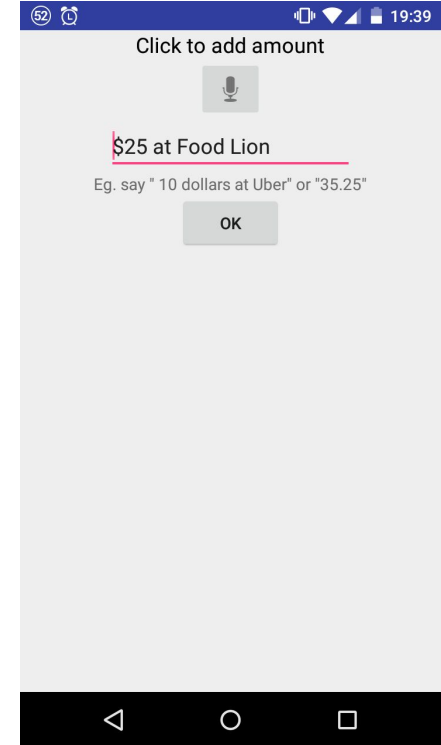 52 19:39
Click to add amount
$25 at Food Lion
Eg. say " 10 dollars at Uber" or "35.25"
OK